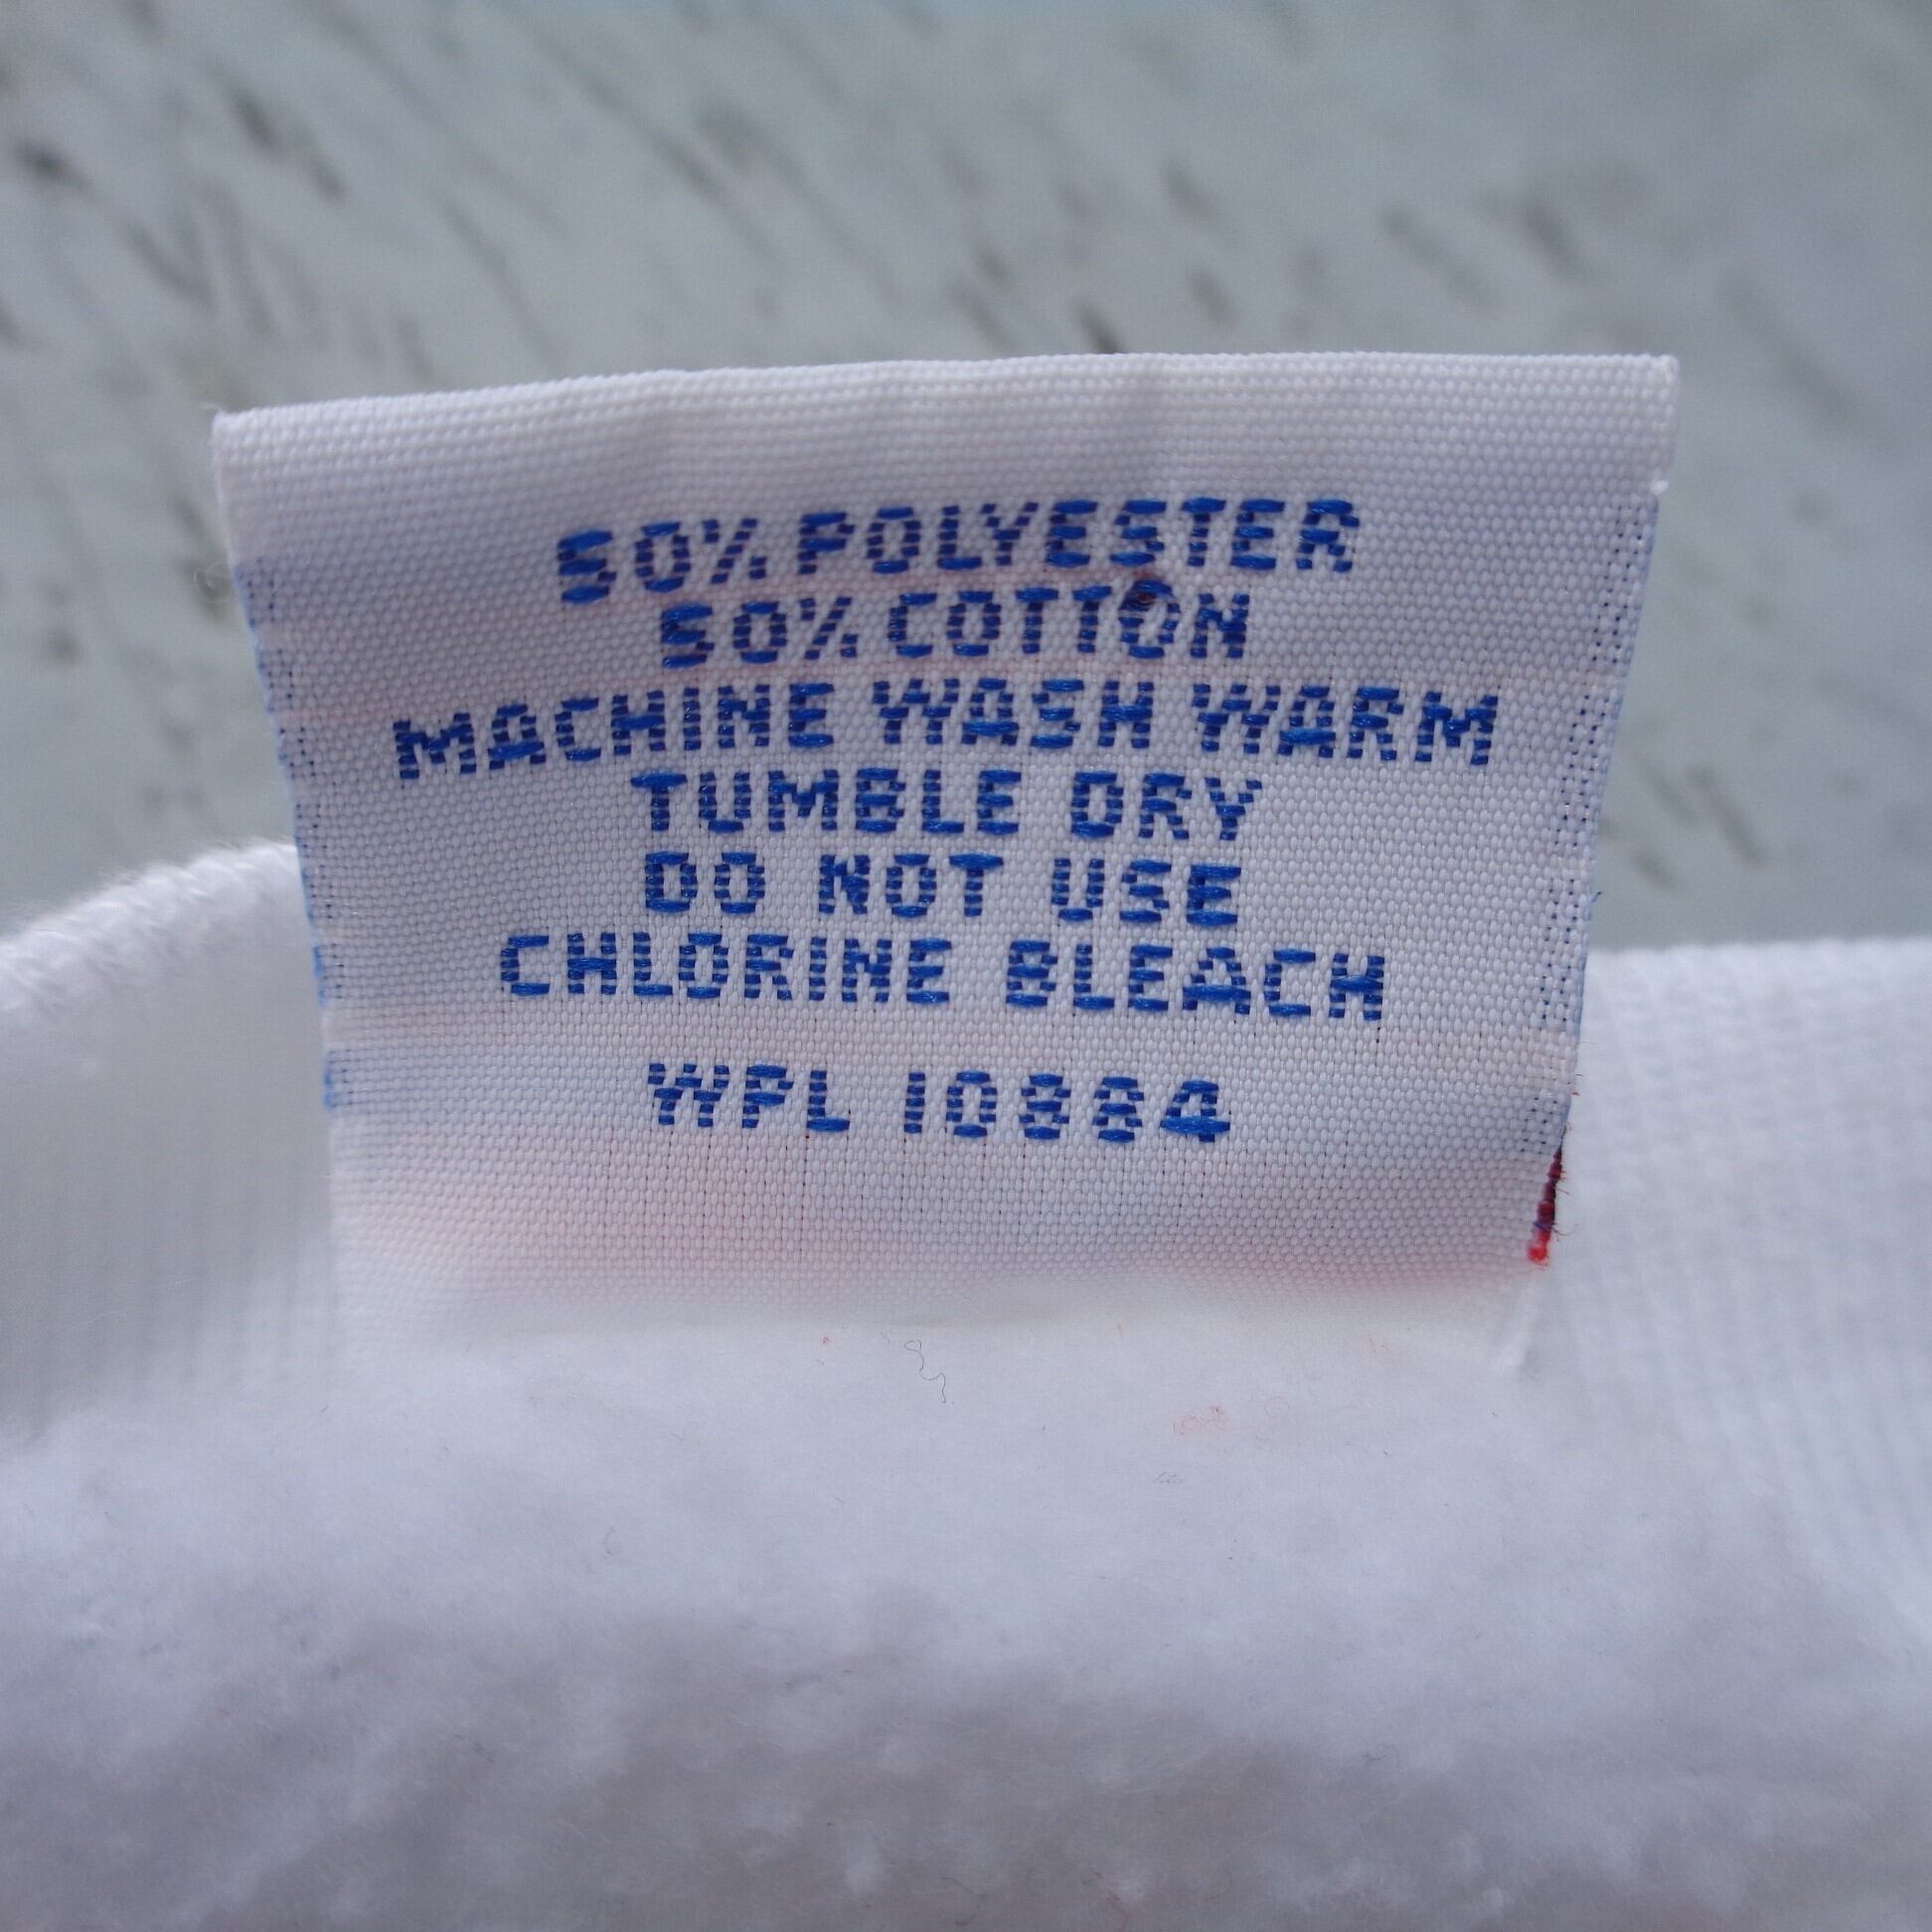 50% POLYESTER
50% COTTON
MACHINE WASH WARM
TUMBLE DRY
DO NOT USE
CHLORINE BLEACH
WPL 10884